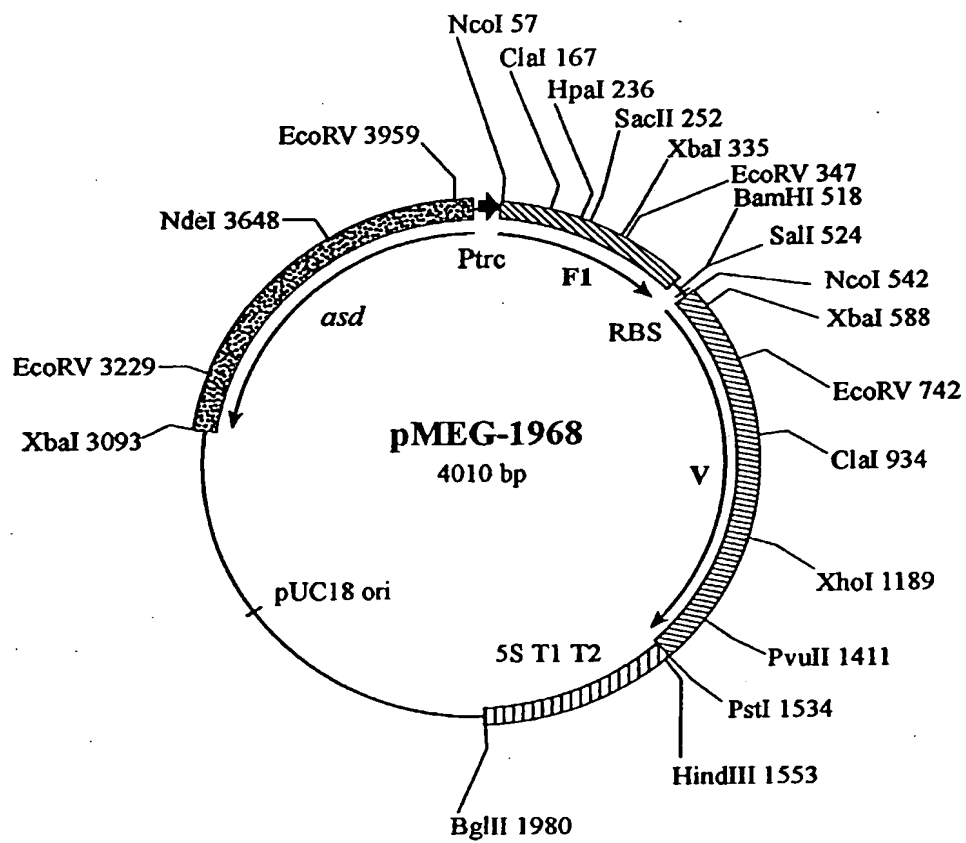 NcoI 57
ClaI 167
HpaI 236
SacII 252
XbaI 335
EcoRV 347
BamHI 518
SalI 524
NcoI 542
XbaI 588
EcoRV 742
ClaI 934
XhoI 1189
PvuII 1411
PstI 1534
HindIII 1553
BglII 1980
XbaI 3093
EcoRV 3229
NdeI 3648
EcoRV 3959
Ptrc
F1
RBS
asd
pMEG-1968
4010 bp
V
pUC18 ori
5S T1 T2